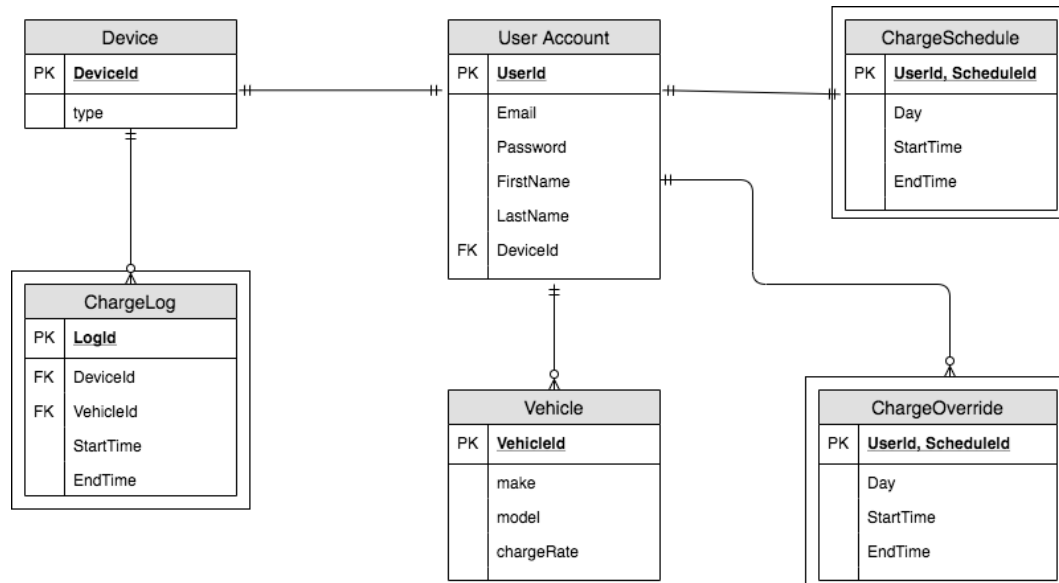 Device
PK DeviceId
type
User Account
PK UserId
Email
Password
FirstName
LastName
FK DeviceId
ChargeSchedule
PK UserId, ScheduleId
Day
StartTime
EndTime
ChargeLog
PK LogId
FK DeviceId
FK VehicleId
StartTime
EndTime
Vehicle
PK VehicleId
make
model
chargeRate
ChargeOverride
PK UserId, ScheduleId
Day
StartTime
EndTime